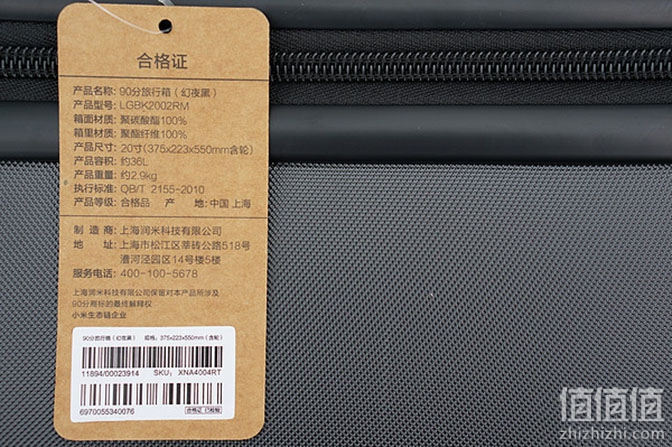 合格证
产品名称: 90分旅行箱（幻夜黑）
产品型号: LGBK2002RM
箱面材质: 聚碳酸酯100%
箱里材质: 聚酯纤维100%
产品尺寸: 20寸(375x223x550mm含轮)
产品容积: 约36L
产品重量: 约2.9kg
执行标准: QB/T 2155-2010
产品等级: 合格品 产 地: 中国 上海
制 造 商: 上海润米科技有限公司
地 址: 上海市松江区莘砖公路518号
漕河泾园区14号楼5楼
服务电话: 400-100-5678
上海润米科技有限公司保留对本产品所涉及
90分商标的最终解释权
小米生态链企业
90分旅行箱（幻夜黑） 规格: 375x223x550mm（含轮）
11894/00023914 SKU: XNA4004RT
6970055340076 合格证 已检验
值值值
zhizhizhi.com